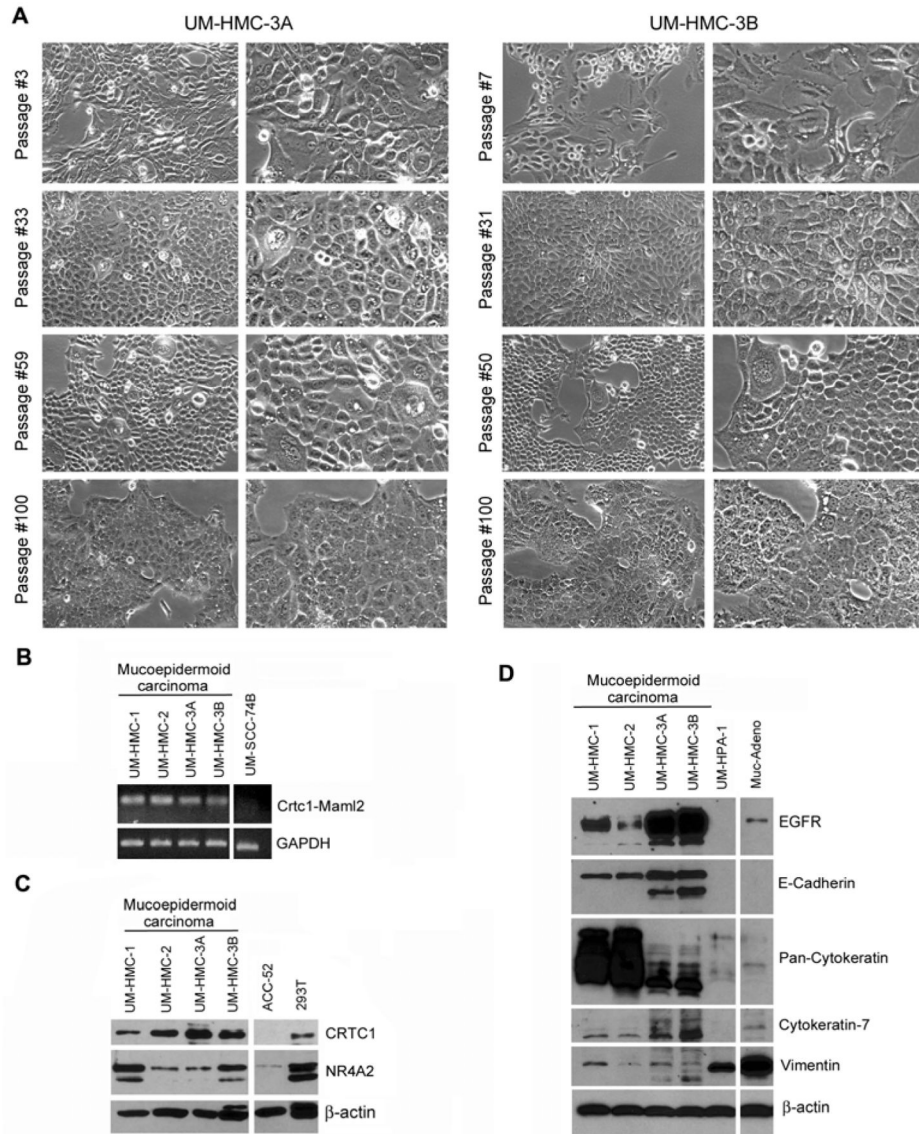 A
UM-HMC-3A
UM-HMC-3B
Passage #3
Passage #7
Passage #33
Passage #31
Passage #59
Passage #50
Passage #100
Passage #100
B
Mucoepidermoid
carcinoma
UM-HMC-1
UM-HMC-2
UM-HMC-3A
UM-HMC-3B
UM-SCC-74B
Crtc1-Maml2
GAPDH
C
Mucoepidermoid
carcinoma
UM-HMC-1
UM-HMC-2
UM-HMC-3A
UM-HMC-3B
ACC-52
293T
CRTC1
NR4A2
β-actin
D
Mucoepidermoid
carcinoma
UM-HMC-1
UM-HMC-2
UM-HMC-3A
UM-HMC-3B
UM-HPA-1
Muc-Adeno
EGFR
E-Cadherin
Pan-Cytokeratin
Cytokeratin-7
Vimentin
β-actin